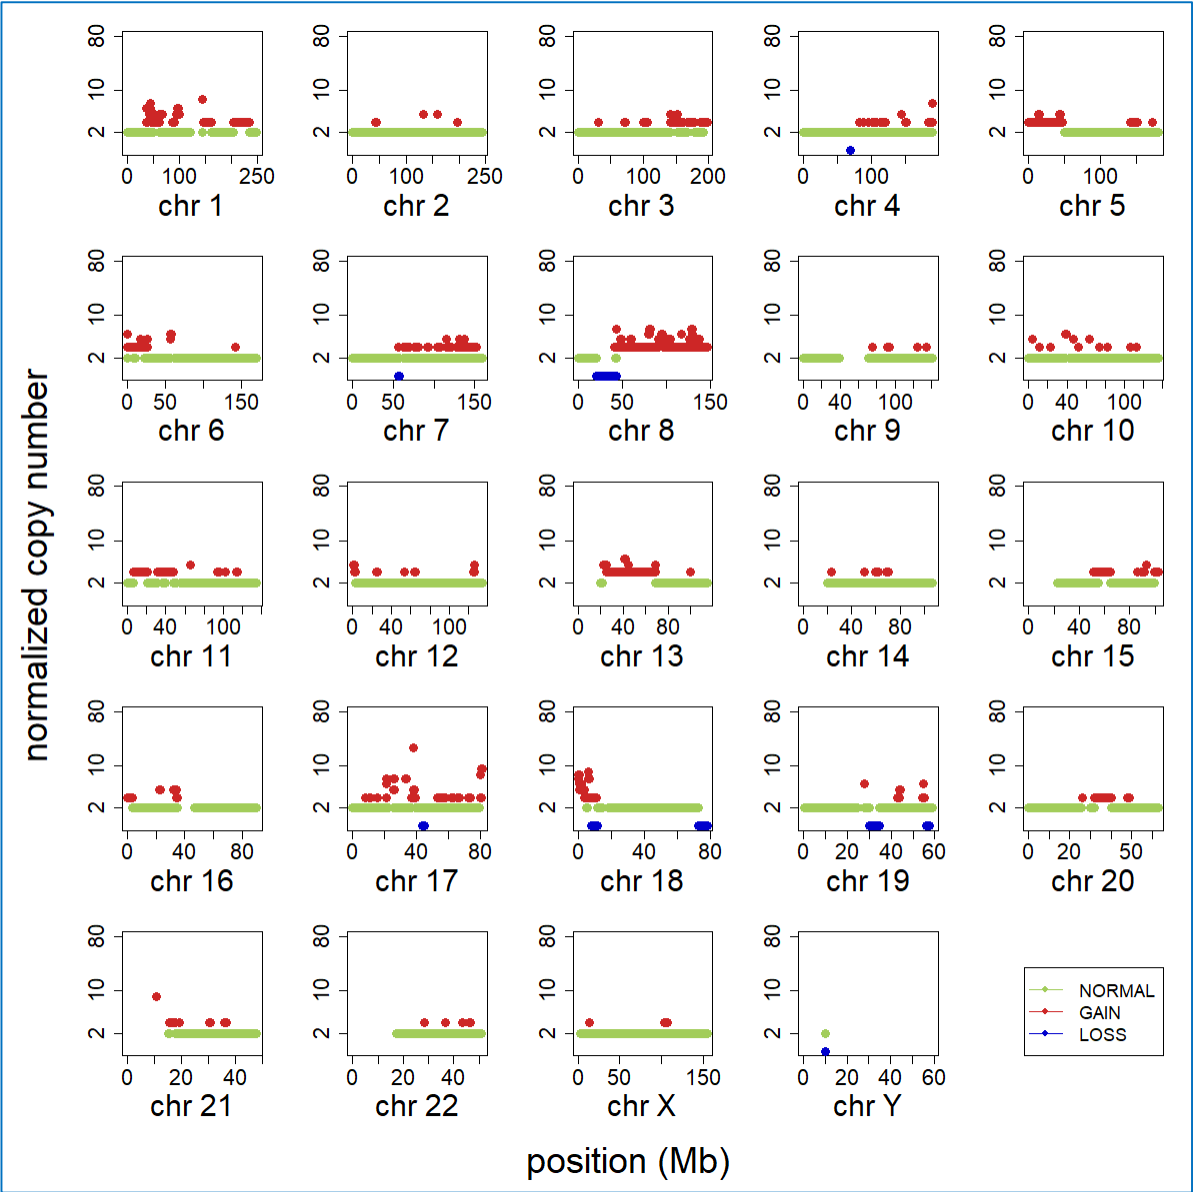 normalized copy number
80 10 2
0 100 250
chr 1
80 10 2
0 100 250
chr 2
80 10 2
0 100 200
chr 3
80 10 2
0 100
chr 4
80 10 2
0 100
chr 5
80 10 2
0 50 150
chr 6
80 10 2
0 50 150
chr 7
80 10 2
0 50 150
chr 8
80 10 2
0 40 100
chr 9
80 10 2
0 40 100
chr 10
80 10 2
0 40 100
chr 11
80 10 2
0 40 100
chr 12
80 10 2
0 40 80
chr 13
80 10 2
0 40 80
chr 14
80 10 2
0 40 80
chr 15
80 10 2
0 40 80
chr 16
80 10 2
0 40 80
chr 17
80 10 2
0 40 80
chr 18
80 10 2
0 20 40 60
chr 19
80 10 2
0 20 50
chr 20
80 10 2
0 20 40
chr 21
80 10 2
0 20 40
chr 22
80 10 2
0 50 150
chr X
80 10 2
0 20 40 60
chr Y
NORMAL
GAIN
LOSS
position (Mb)